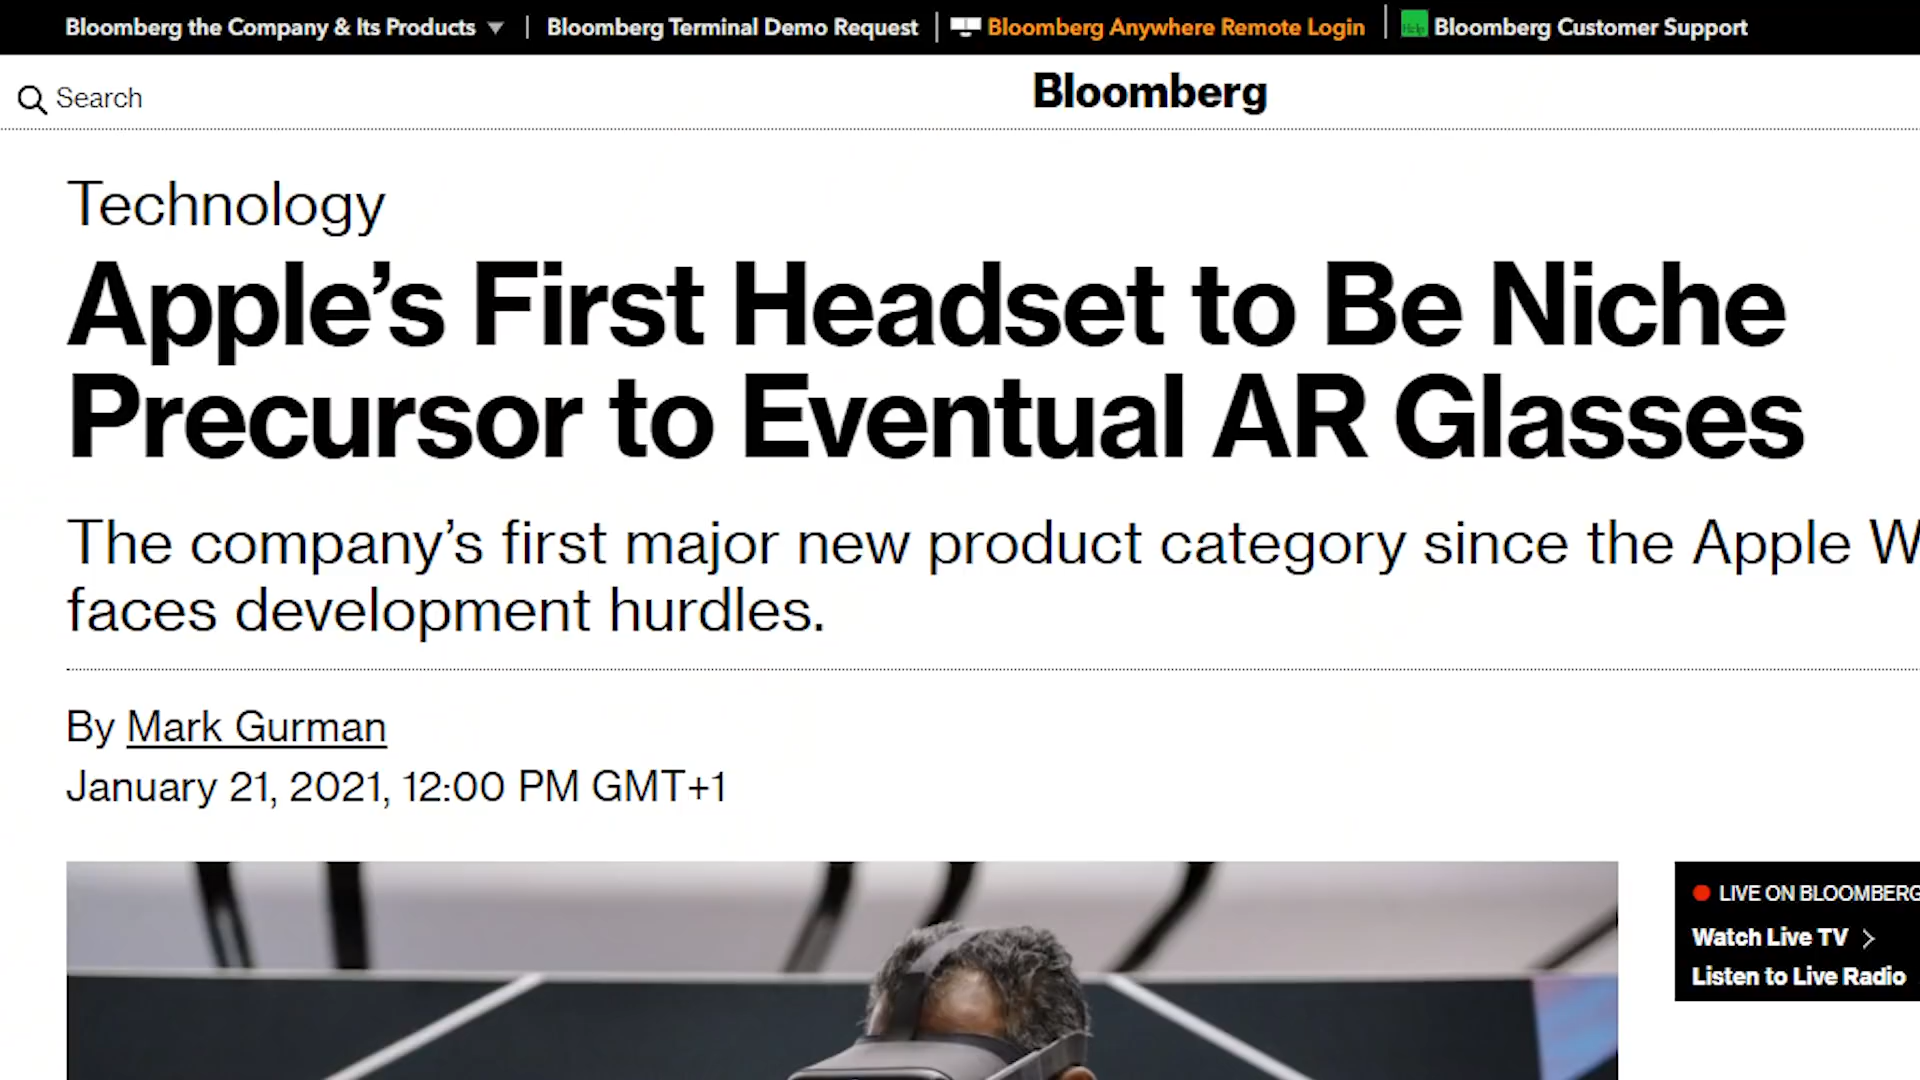 Bloomberg the Company & Its Products ▼ | Bloomberg Terminal Demo Request | Bloomberg Anywhere Remote Login | Help Bloomberg Customer Support
Search
Bloomberg
Technology
Apple’s First Headset to Be Niche
Precursor to Eventual AR Glasses
The company’s first major new product category since the Apple W
faces development hurdles.
By Mark Gurman
January 21, 2021, 12:00 PM GMT+1
LIVE ON BLOOMBERG
Watch Live TV >
Listen to Live Radio